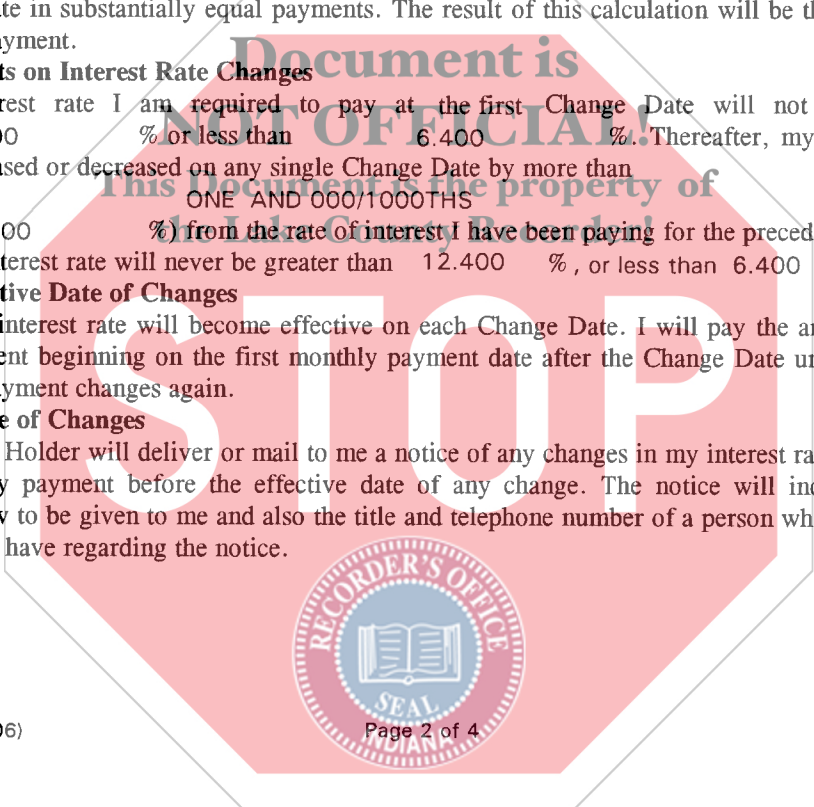 te in substantially equal payments. The result of this calculation will be th
yment.
ts on Interest Rate Changes
rest rate I am required to pay at the first Change Date will not
00 % or less than 6.400 %. Thereafter, my
sed or decreased on any single Change Date by more than
ONE AND 000/1000THS
00 %) from the rate of interest I have been paying for the preced
terest rate will never be greater than 12.400 %, or less than 6.400
tive Date of Changes
interest rate will become effective on each Change Date. I will pay the a
ent beginning on the first monthly payment date after the Change Date u
yment changes again.
e of Changes
Holder will deliver or mail to me a notice of any changes in my interest ra
y payment before the effective date of any change. The notice will in
to be given to me and also the title and telephone number of a person wh
have regarding the notice.
06)
Page 2 of 4
Document is
NOT OFFICIAL!
This Document is the property of
the Lake County Recorder!
STOP
RECORDER'S OFFICE
SEAL
INDIANA